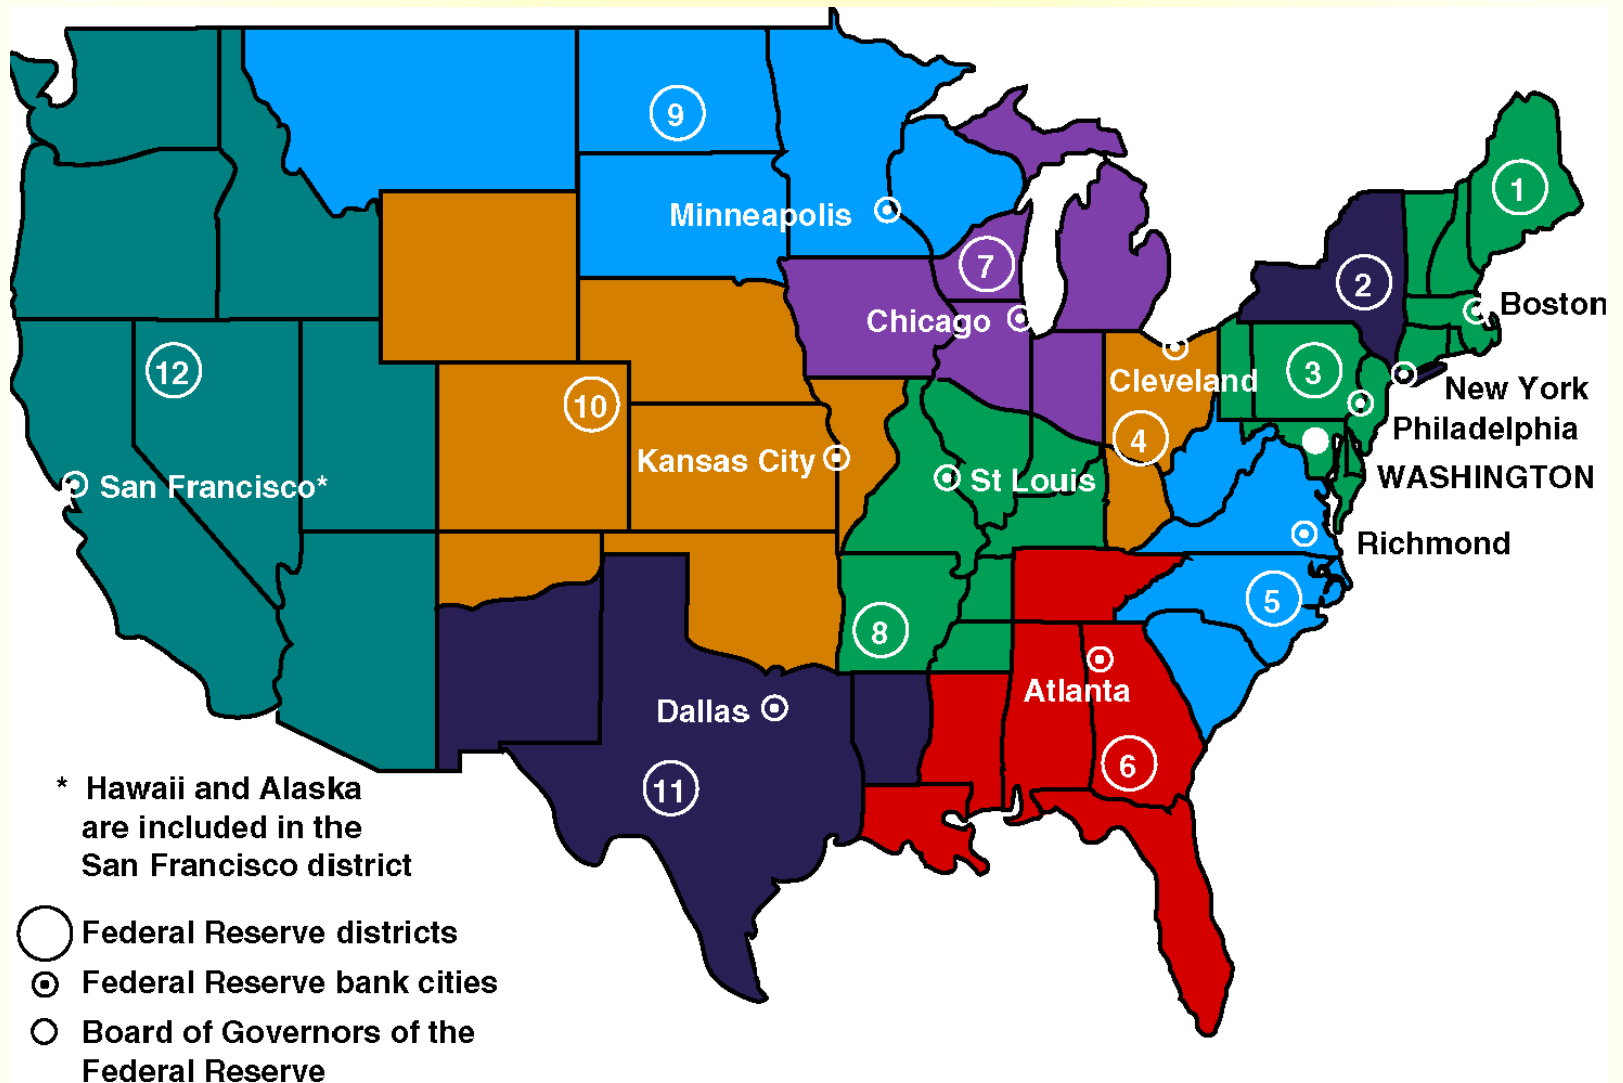 9
1
Minneapolis
7
2
Boston
Chicago
12
3
Cleveland
New York
10
4
Philadelphia
Kansas City
WASHINGTON
San Francisco*
St Louis
Richmond
5
8
Atlanta
Dallas
6
11
* Hawaii and Alaska
are included in the
San Francisco district
Federal Reserve districts
Federal Reserve bank cities
Board of Governors of the
Federal Reserve